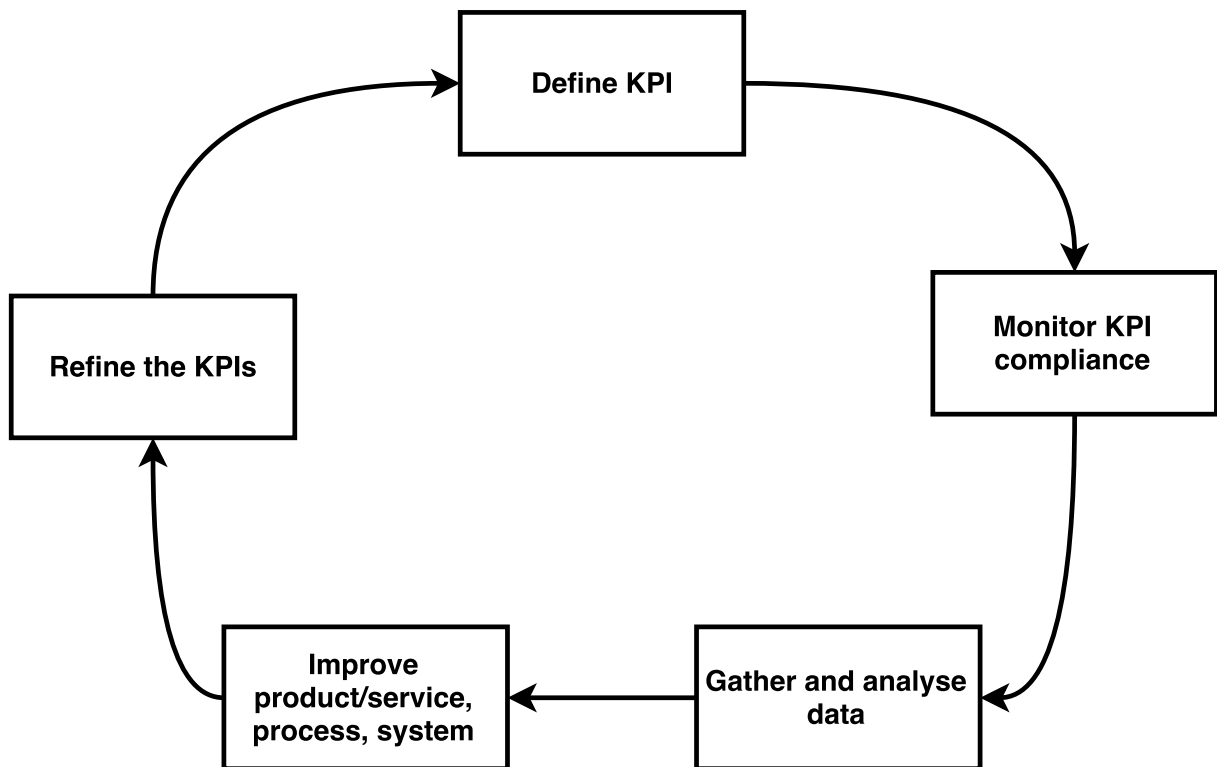 Define KPI
Monitor KPI
compliance
Gather and analyse
data
Improve
product/service,
process, system
Refine the KPIs